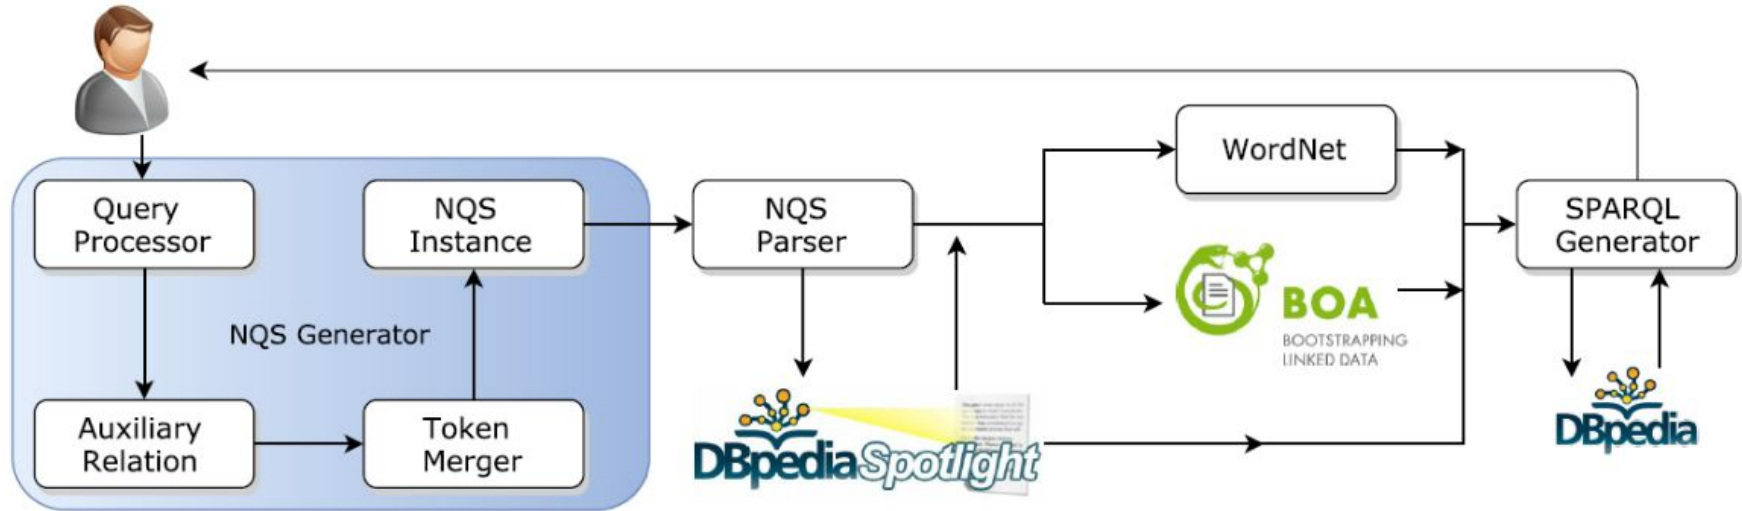 Query
Processor
NQS
Instance
NQS Generator
Auxiliary
Relation
Token
Merger
NQS
Parser
DBpedia Spotlight
WordNet
BOA
BOOTSTRAPPING
LINKED DATA
SPARQL
Generator
DBpedia